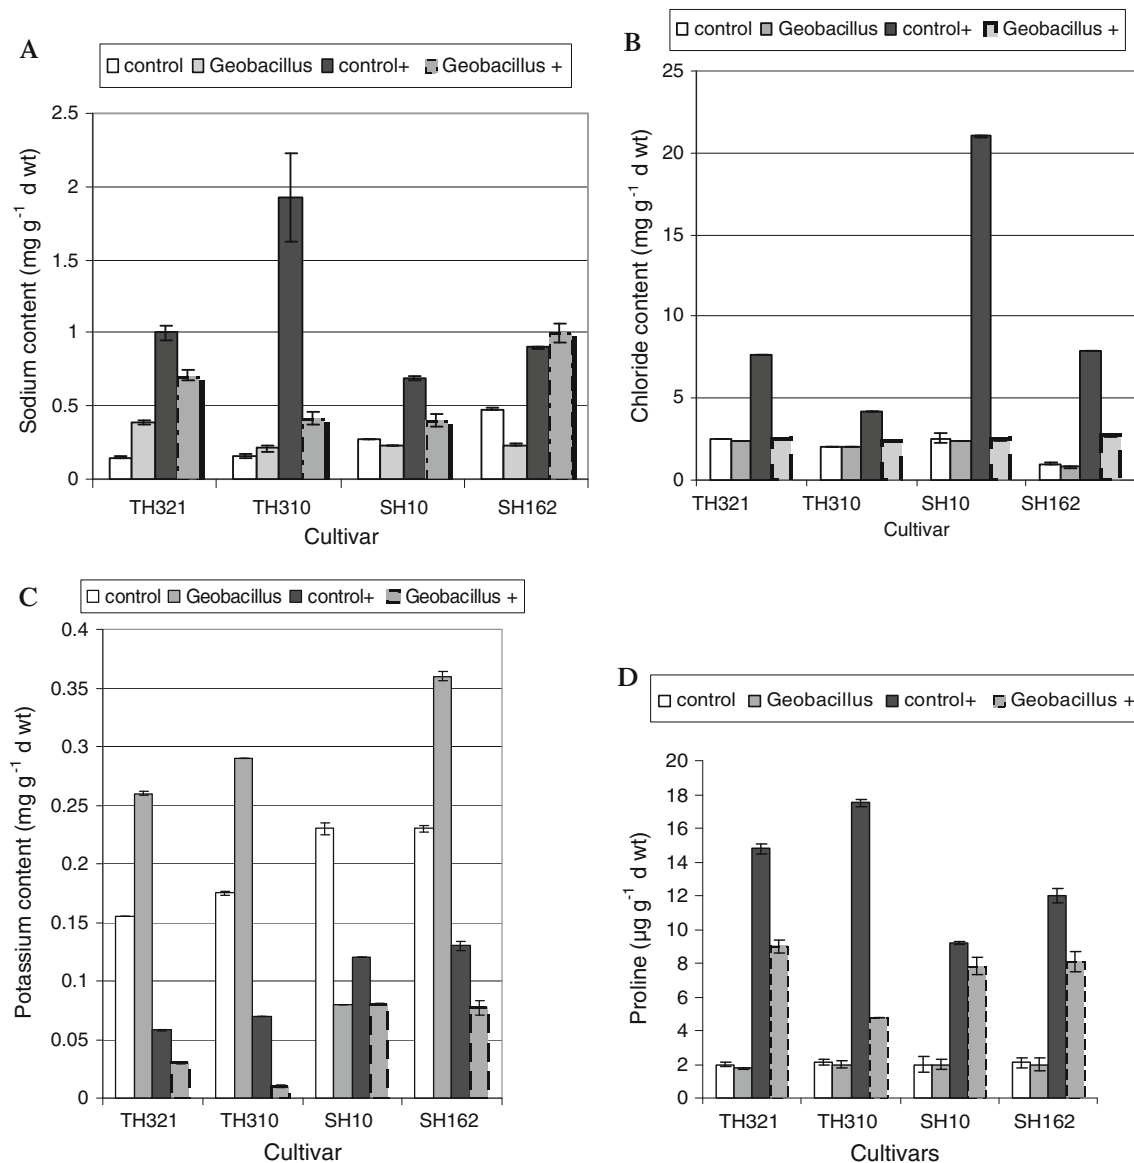 A
control Geobacillus control+ Geobacillus +
Sodium content (mg g-1 d wt)
2.5
2
1.5
1
0.5
0
TH321 TH310 SH10 SH162
Cultivar
B
control Geobacillus control+ Geobacillus +
Chloride content (mg g-1 d wt)
25
20
15
10
5
0
TH321 TH310 SH10 SH162
Cultivar
C
control Geobacillus control+ Geobacillus +
Potassium content (mg g-1 d wt)
0.4
0.35
0.3
0.25
0.2
0.15
0.1
0.05
0
TH321 TH310 SH10 SH162
Cultivar
D
control Geobacillus control+ Geobacillus +
Proline (µg g-1 d wt)
20
18
16
14
12
10
8
6
4
2
0
TH321 TH310 SH10 SH162
Cultivars